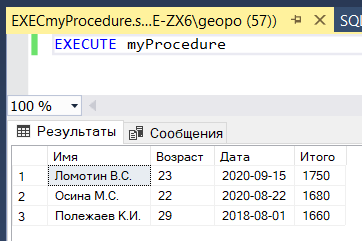 EXECmyProcedure.s...E-ZX6\geopo (57))
SQL
EXECUTE myProcedure
100 %
Результаты Сообщения
Имя Возраст Дата Итого
1 Ломотин В.С. 23 2020-09-15 1750
2 Осина М.С. 22 2020-08-22 1680
3 Полежаев К.И. 29 2018-08-01 1660